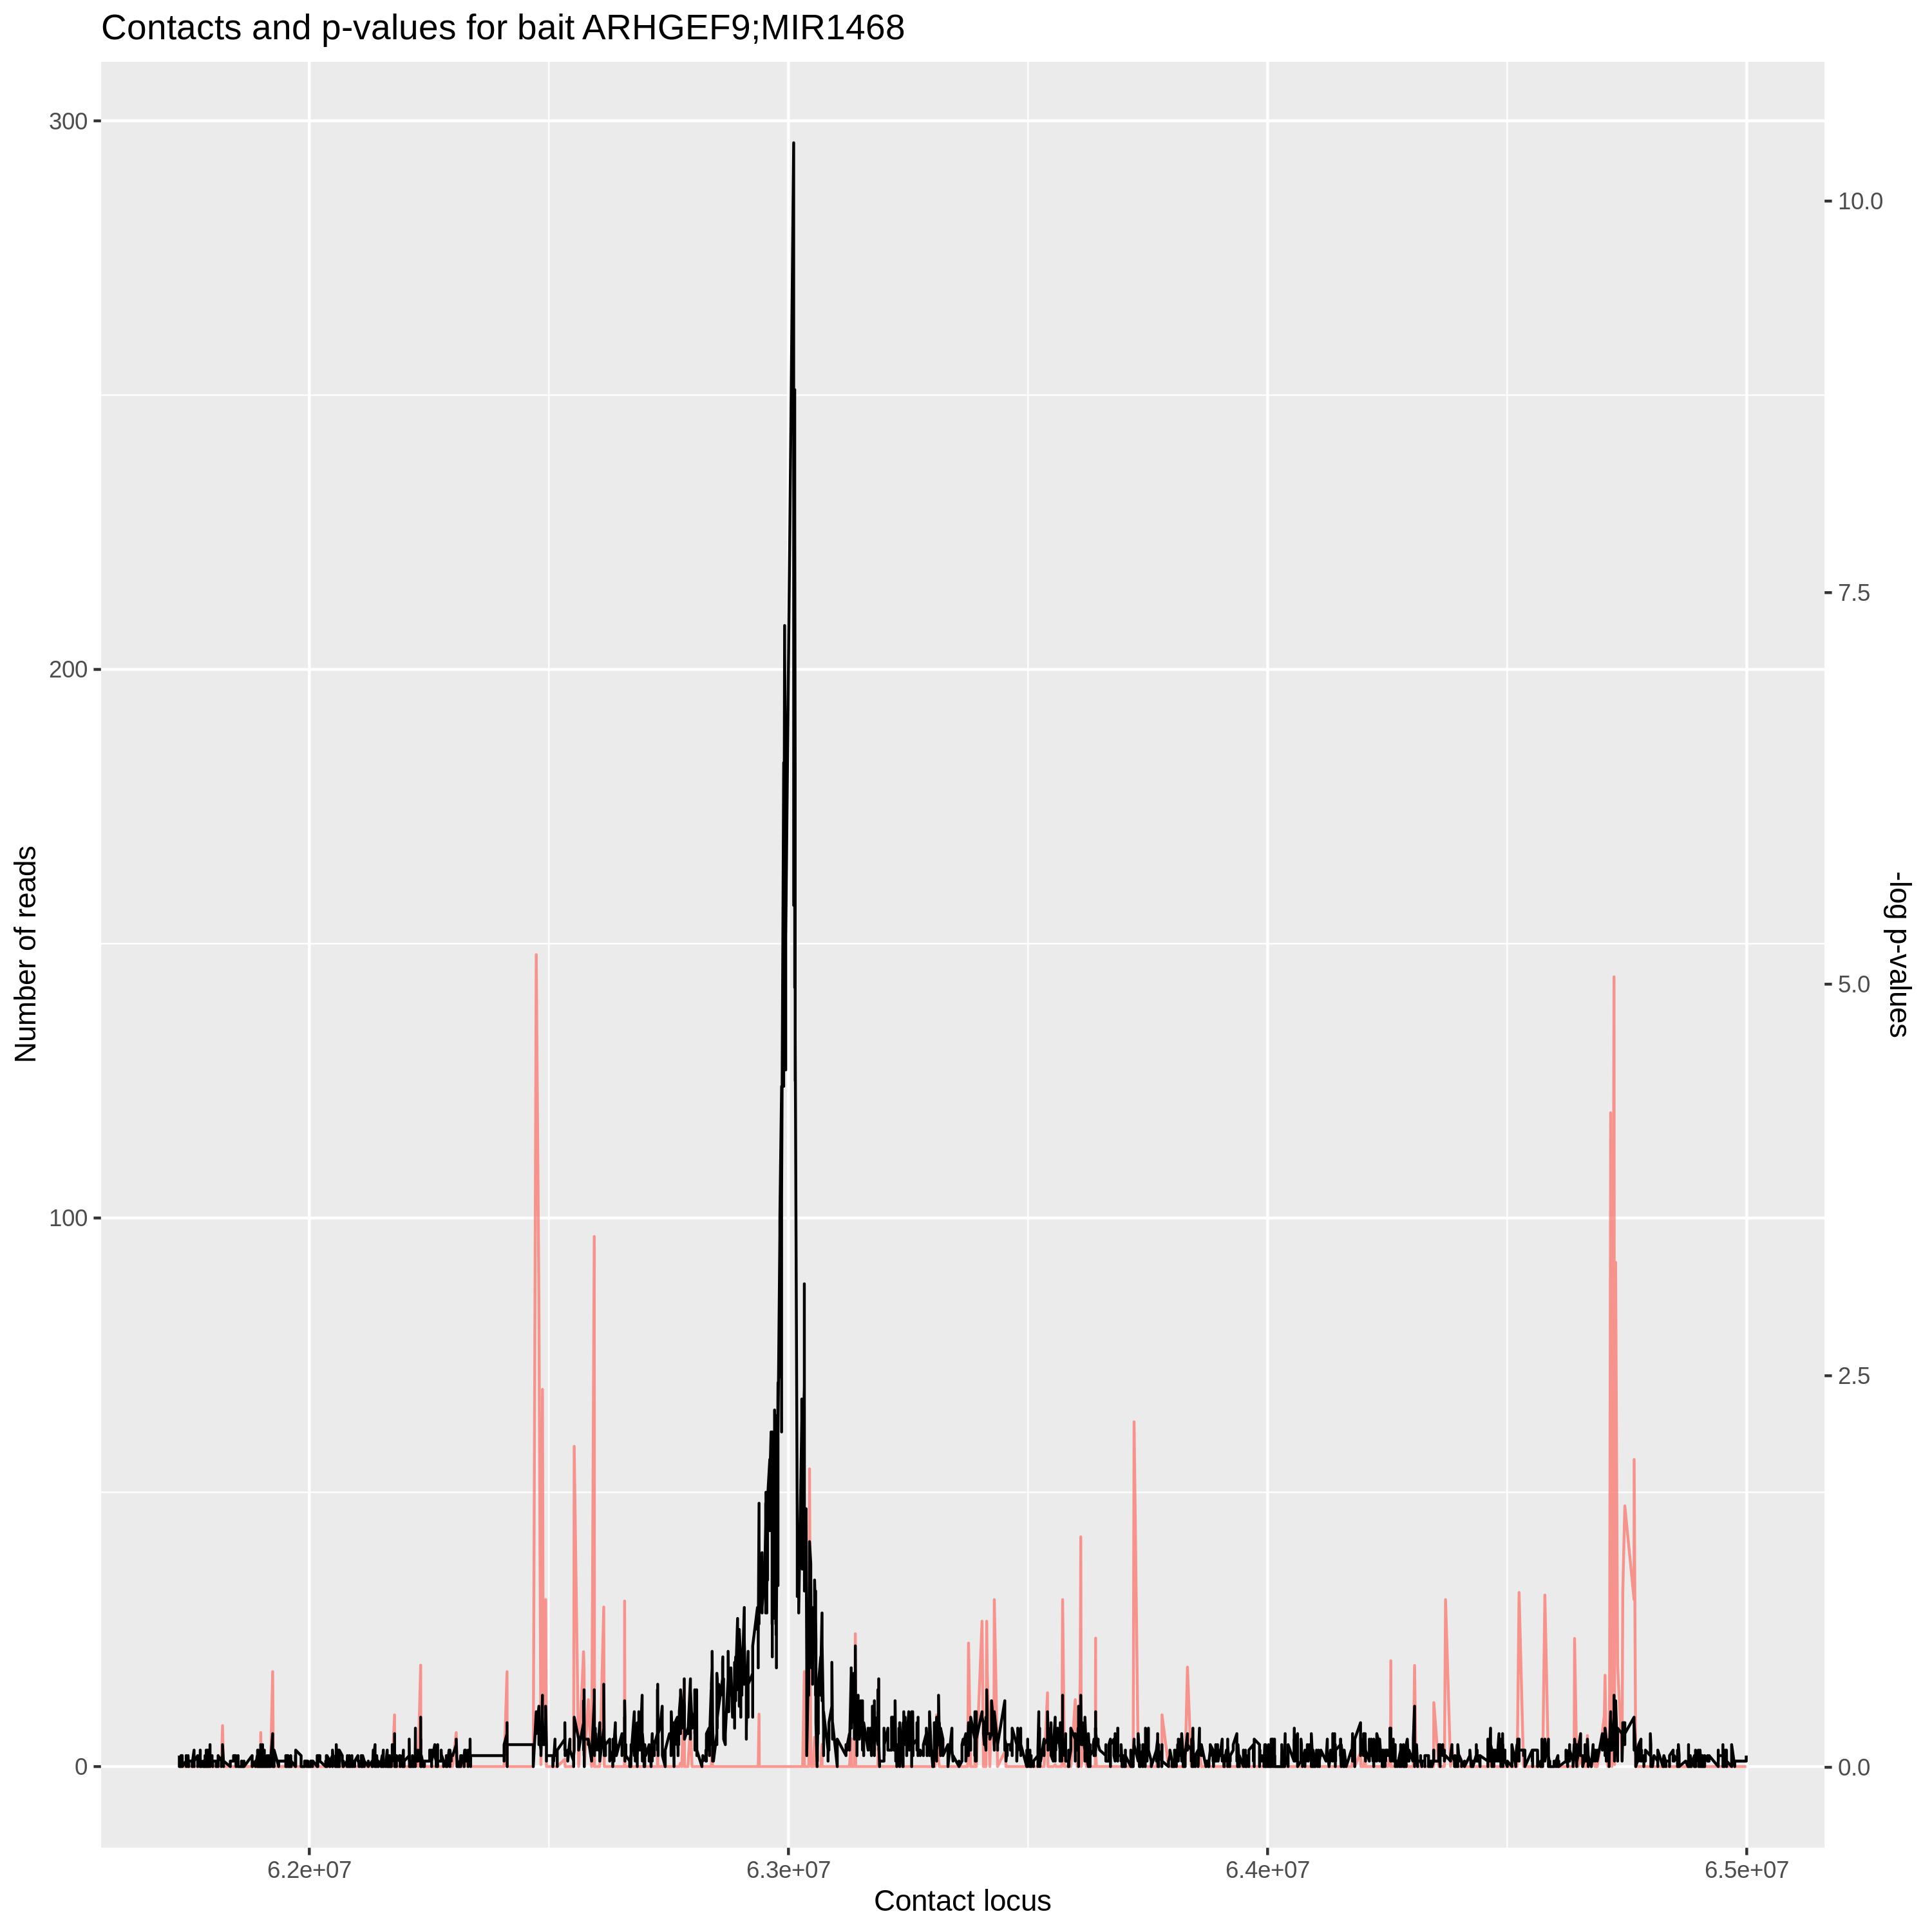 Contacts and p-values for bait ARHGEF9;MIR1468
300
200
100
0
Number of reads
10.0
7.5
5.0
2.5
0.0
-log p-values
6.2e+07
6.3e+07
6.4e+07
6.5e+07
Contact locus